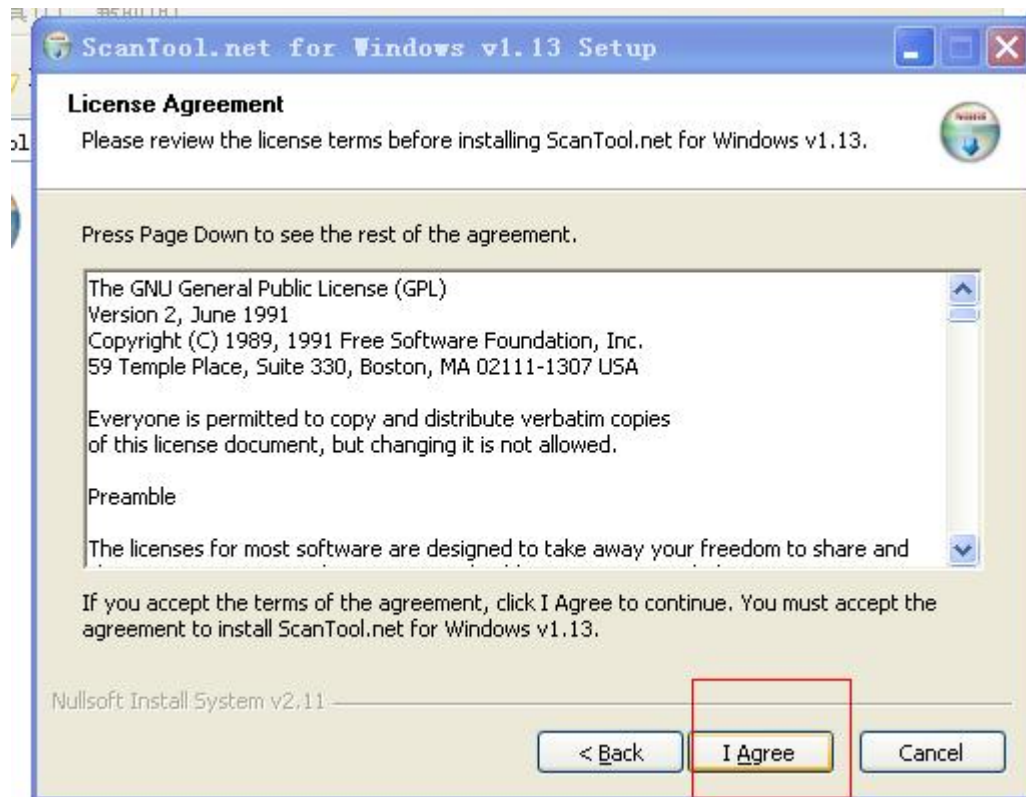 ScanTool.net for Windows v1.13 Setup
License Agreement
Please review the license terms before installing ScanTool.net for Windows v1.13.
Press Page Down to see the rest of the agreement.
The GNU General Public License (GPL)
Version 2, June 1991
Copyright (C) 1989, 1991 Free Software Foundation, Inc.
59 Temple Place, Suite 330, Boston, MA 02111-1307 USA
Everyone is permitted to copy and distribute verbatim copies
of this license document, but changing it is not allowed.
Preamble
The licenses for most software are designed to take away your freedom to share and
If you accept the terms of the agreement, click I Agree to continue. You must accept the
agreement to install ScanTool.net for Windows v1.13.
Nullsoft Install System v2.11
< Back
I Agree
Cancel